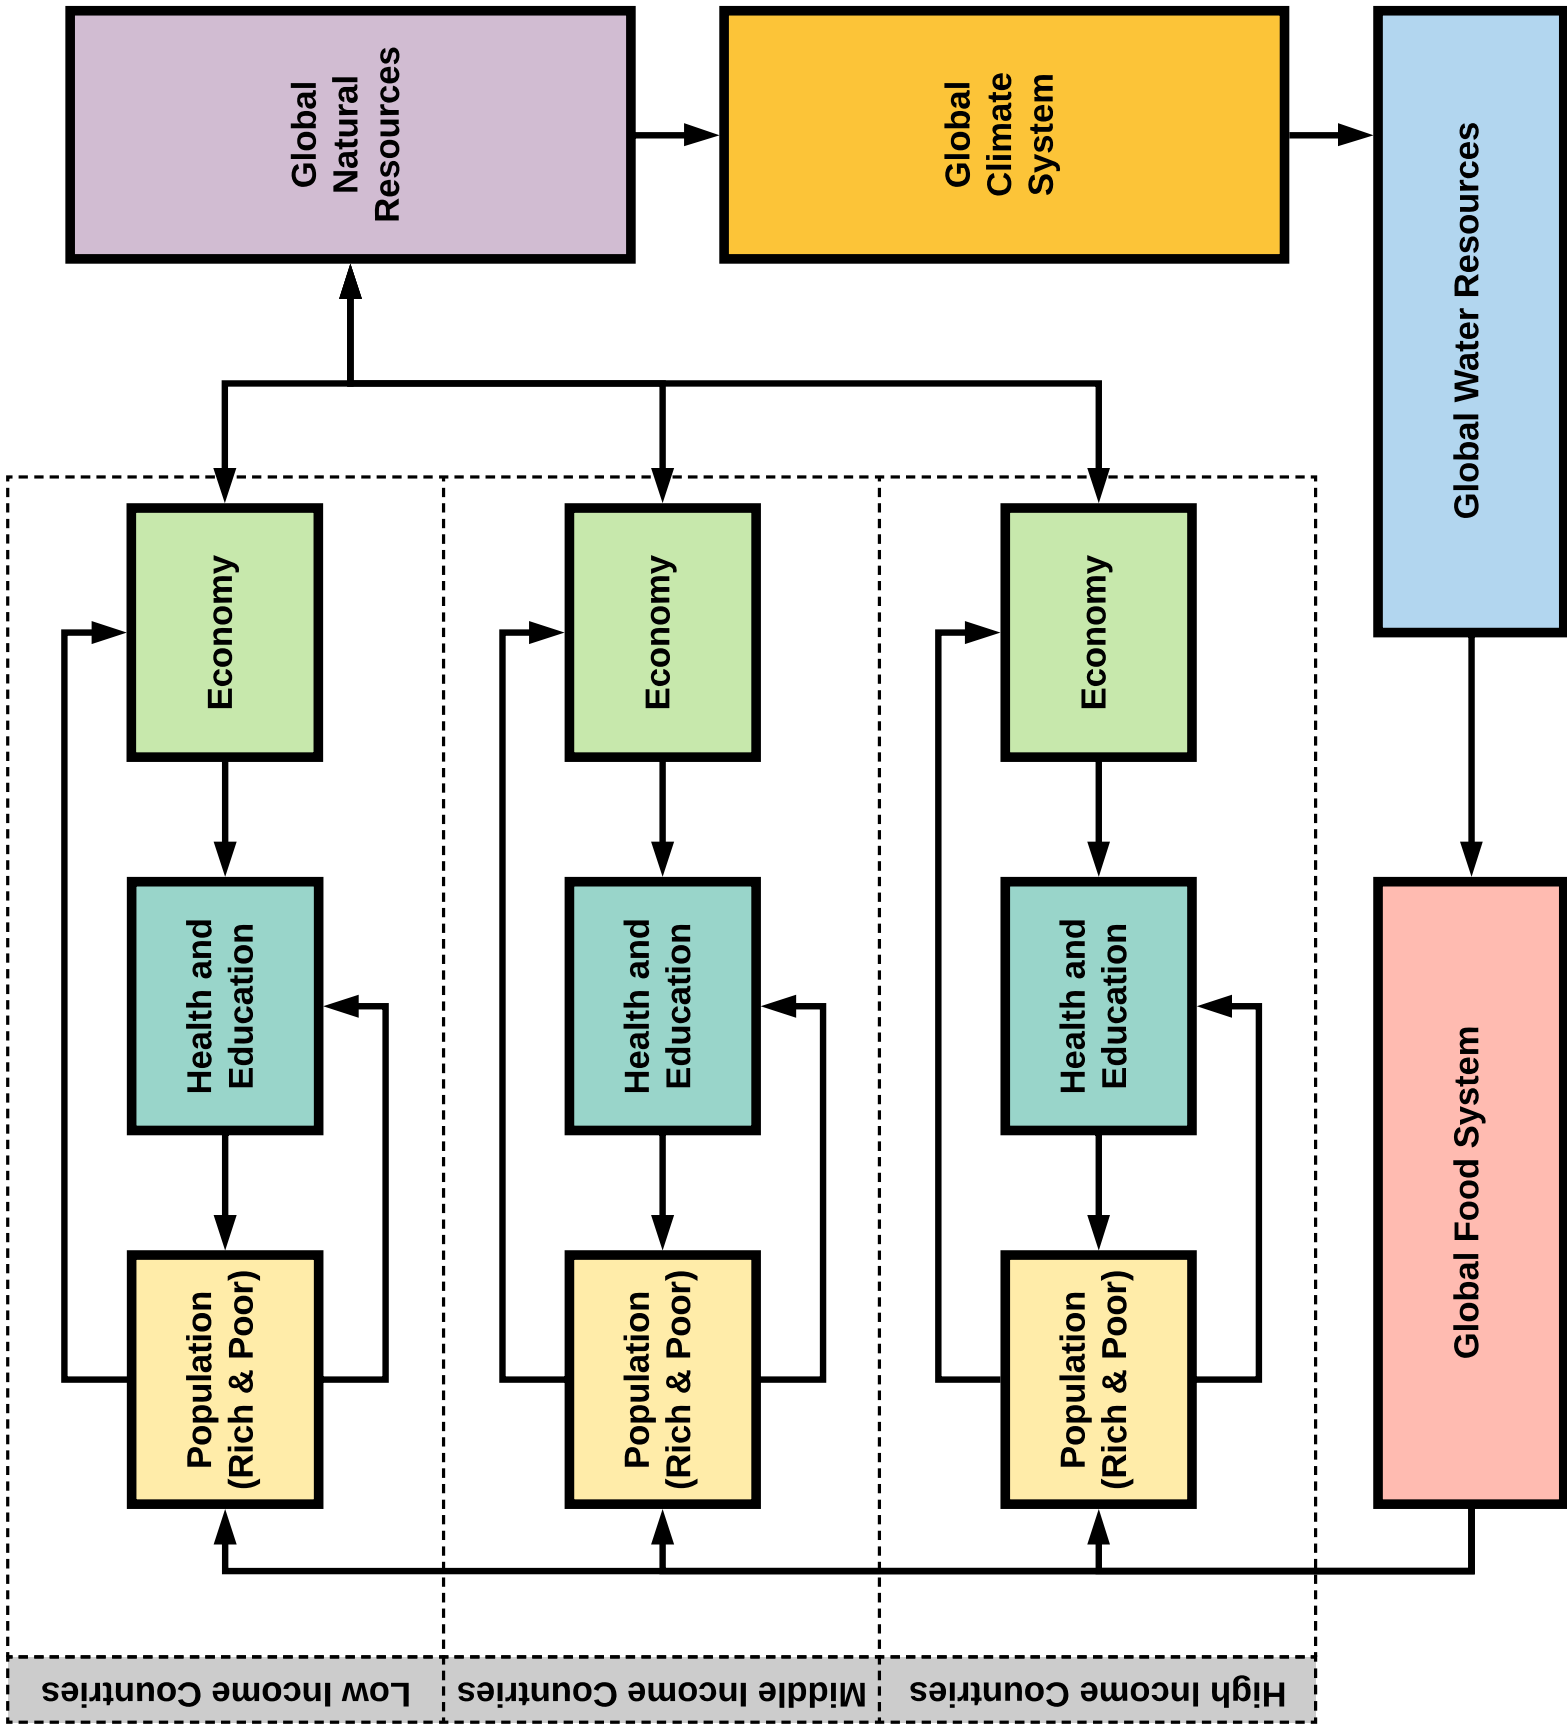 Global
Natural
Resources
Global
Climate
System
Global Water Resources
Economy
Economy
Economy
Health and
Education
Health and
Education
Health and
Education
Global Food System
Population
(Rich & Poor)
Population
(Rich & Poor)
Population
(Rich & Poor)
Low Income Countries
Middle Income Countries
High Income Countries